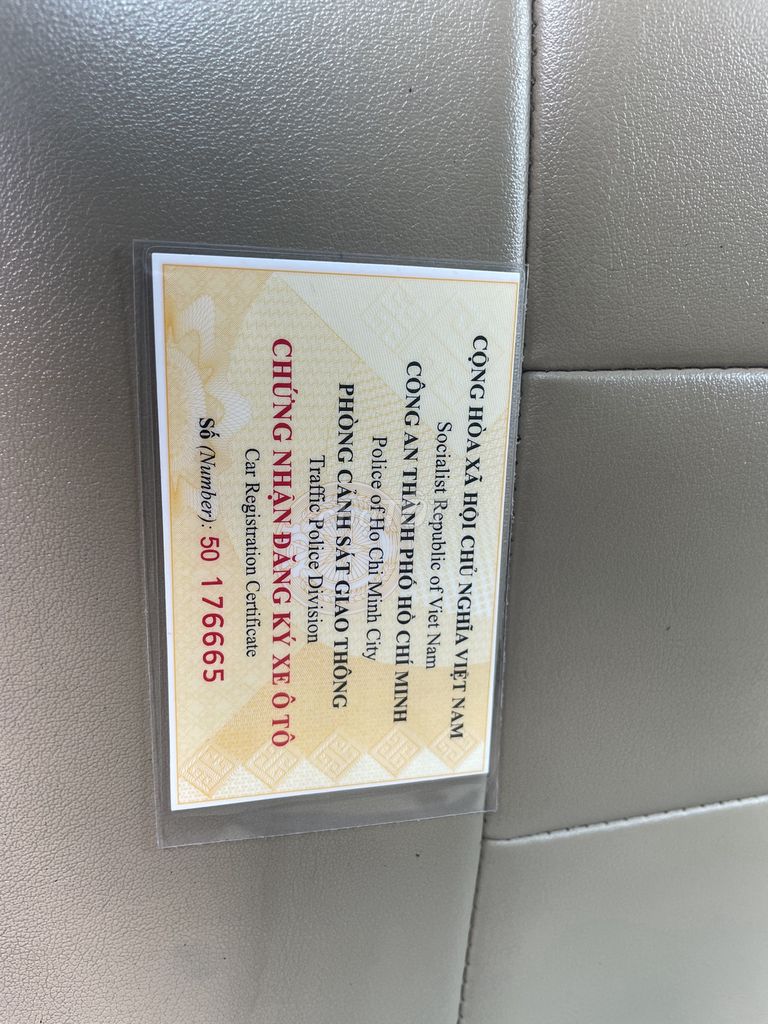 CỘNG HÒA XÃ HỘI CHỦ NGHĨA VIỆT NAM
Socialist Republic of Viet Nam
CÔNG AN THÀNH PHỐ HỒ CHÍ MINH
Police of Ho Chi Minh City
PHÒNG CẢNH SÁT GIAO THÔNG
Traffic Police Division
CHỨNG NHẬN ĐĂNG KÝ XE Ô TÔ
Car Registration Certificate
Số (Number): 50 176665